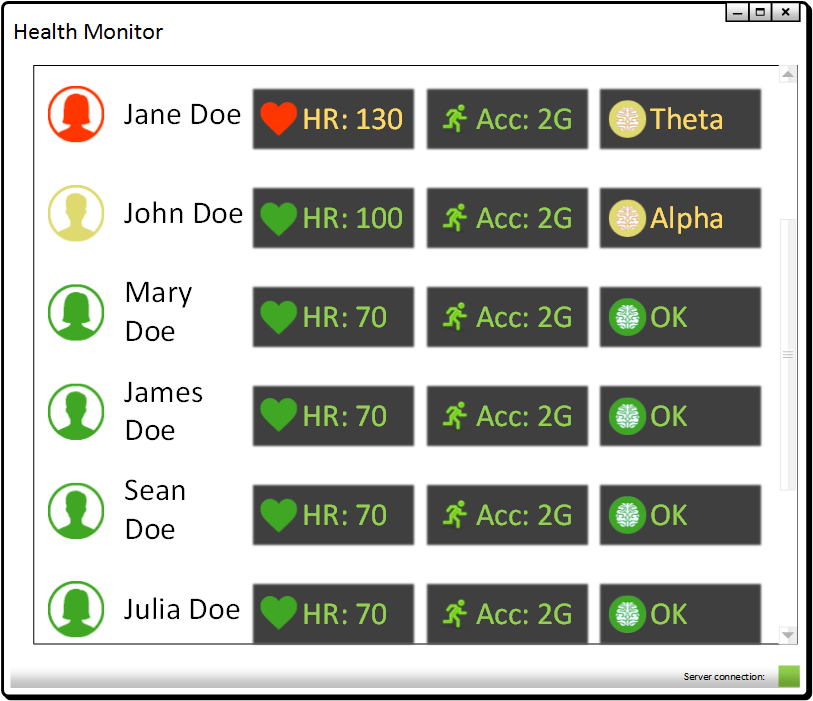 Health Monitor
Jane Doe HR: 130 Acc: 2G Theta
John Doe HR: 100 Acc: 2G Alpha
Mary
Doe HR: 70 Acc: 2G OK
James
Doe HR: 70 Acc: 2G OK
Sean
Doe HR: 70 Acc: 2G OK
Julia Doe HR: 70 Acc: 2G OK
Server connection: